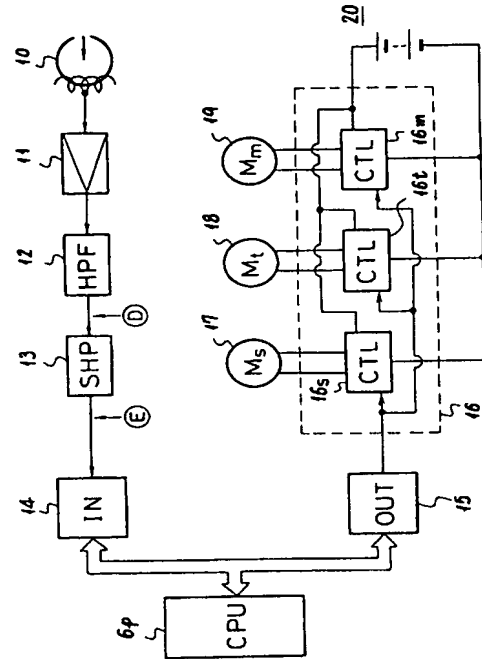 20
10
11
12
HPF
D
13
SHP
E
14
IN
6p
CPU
19
Mm
16m
CTL
18
Mt
16t
CTL
17
Ms
16s
CTL
16
15
OUT